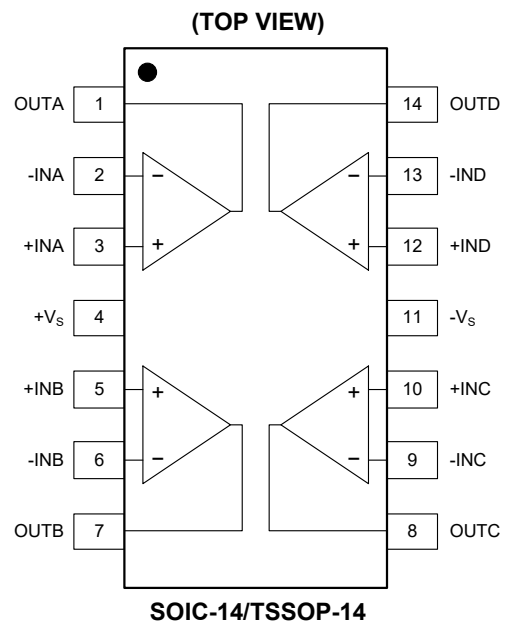 (TOP VIEW)
OUTA 1 14 OUTD
-INA 2 − − 13 -IND
+INA 3 + + 12 +IND
+VS 4 11 -VS
+INB 5 + + 10 +INC
-INB 6 − − 9 -INC
OUTB 7 8 OUTC
SOIC-14/TSSOP-14